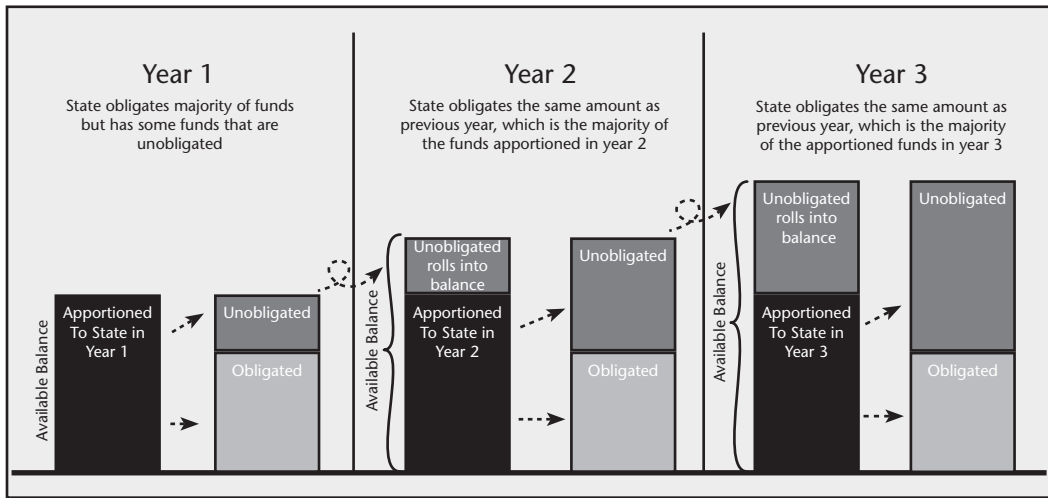 Year 1
State obligates majority of funds
but has some funds that are
unobligated
Available Balance
Apportioned
To State in
Year 1
Unobligated
Obligated
Year 2
State obligates the same amount as
previous year, which is the majority of
the funds apportioned in year 2
Available Balance
Unobligated
rolls into
balance
Apportioned
To State in
Year 2
Unobligated
Obligated
Year 3
State obligates the same amount as
previous year, which is the majority
of the apportioned funds in year 3
Available Balance
Unobligated
rolls into
balance
Apportioned
To State in
Year 3
Unobligated
Obligated